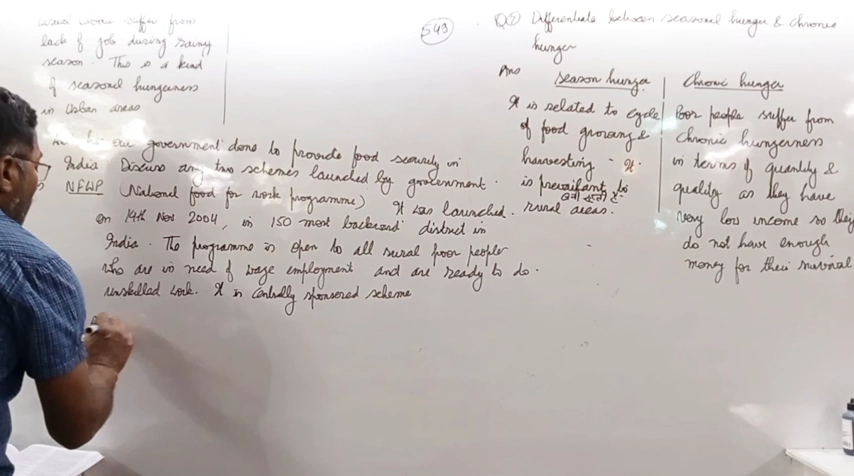 suffer from
lack of job during rainy
season. This is a kind
of seasonal hungerness
in urban areas
549
Differentiate between seasonal hunger & chronic
hunger
Ans
Season hunger
It is related to cycle
of food growing &
harvesting - It
is prevailant in
rural areas.
Chronic hunger
Poor people suffer from
chronic hungerness
in terms of quantity &
quality as they have
very low income so they
do not have enough
money for their survival
government done to provide food security in
India Discuss any two schemes launched by government.
NFWP (National food for work programme) It was launched
on 14th Nov 2004, in 150 most backward district in
India. The programme is open to all rural poor people
who are in need of wage employment and are ready to do
unskilled work. It is centrally sponsored scheme